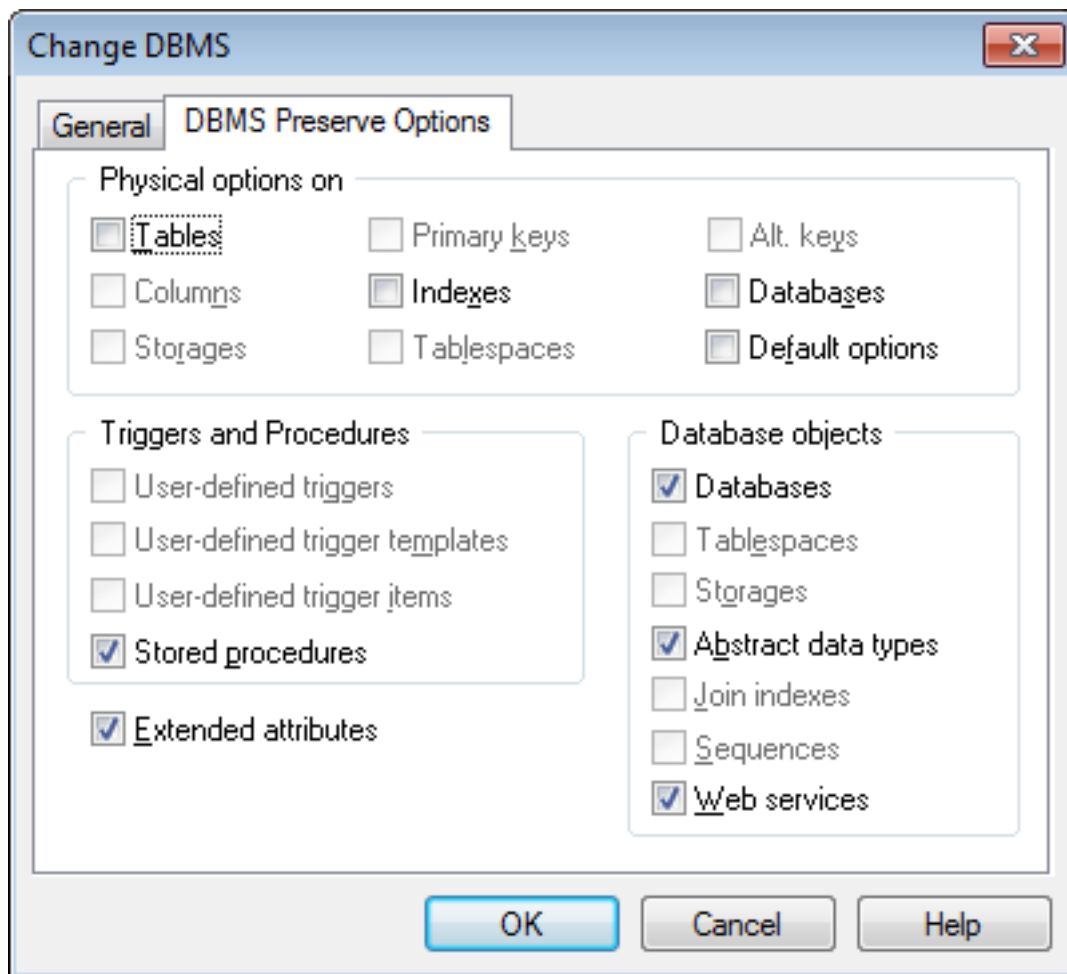 Change DBMS
General
DBMS Preserve Options
Physical options on
Tables
Primary keys
Alt. keys
Columns
Indexes
Databases
Storages
Tablespaces
Default options
Triggers and Procedures
User-defined triggers
User-defined trigger templates
User-defined trigger items
Stored procedures
Extended attributes
Database objects
Databases
Tablespaces
Storages
Abstract data types
Join indexes
Sequences
Web services
OK
Cancel
Help